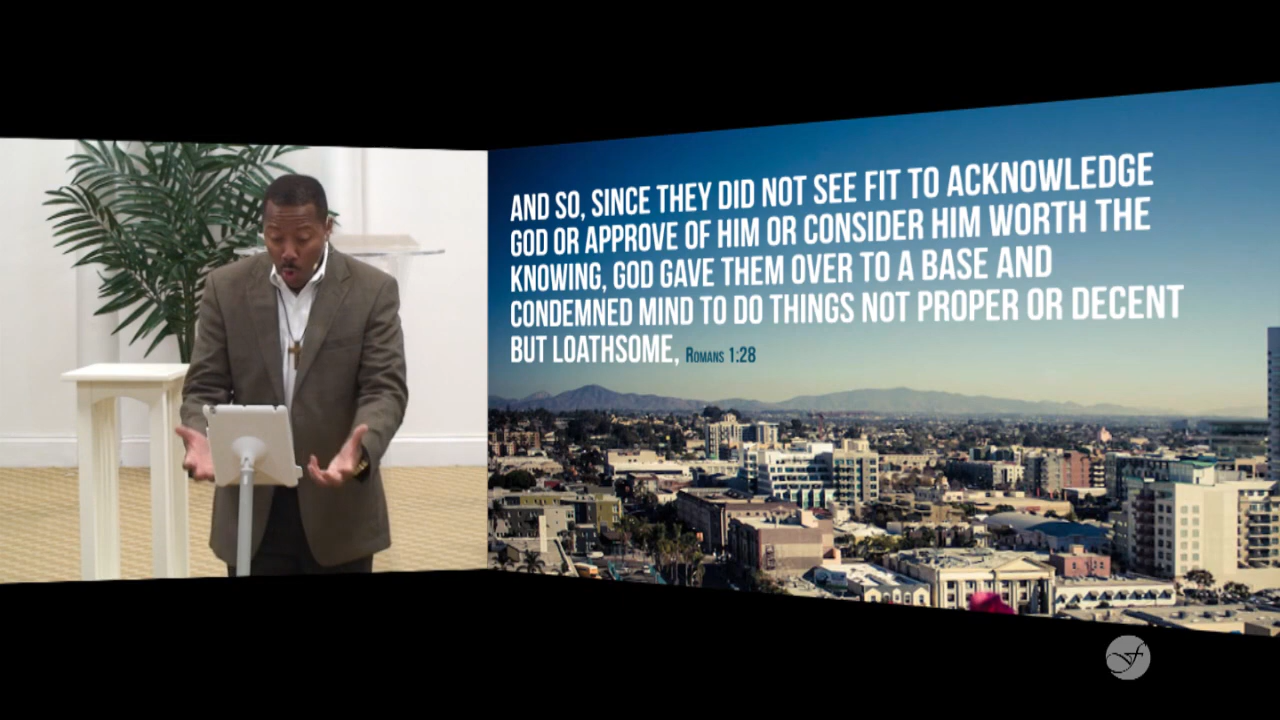 AND SO, SINCE THEY DID NOT SEE FIT TO ACKNOWLEDGE
GOD OR APPROVE OF HIM OR CONSIDER HIM WORTH THE
KNOWING, GOD GAVE THEM OVER TO A BASE AND
CONDEMNED MIND TO DO THINGS NOT PROPER OR DECENT
BUT LOATHSOME, ROMANS 1:28